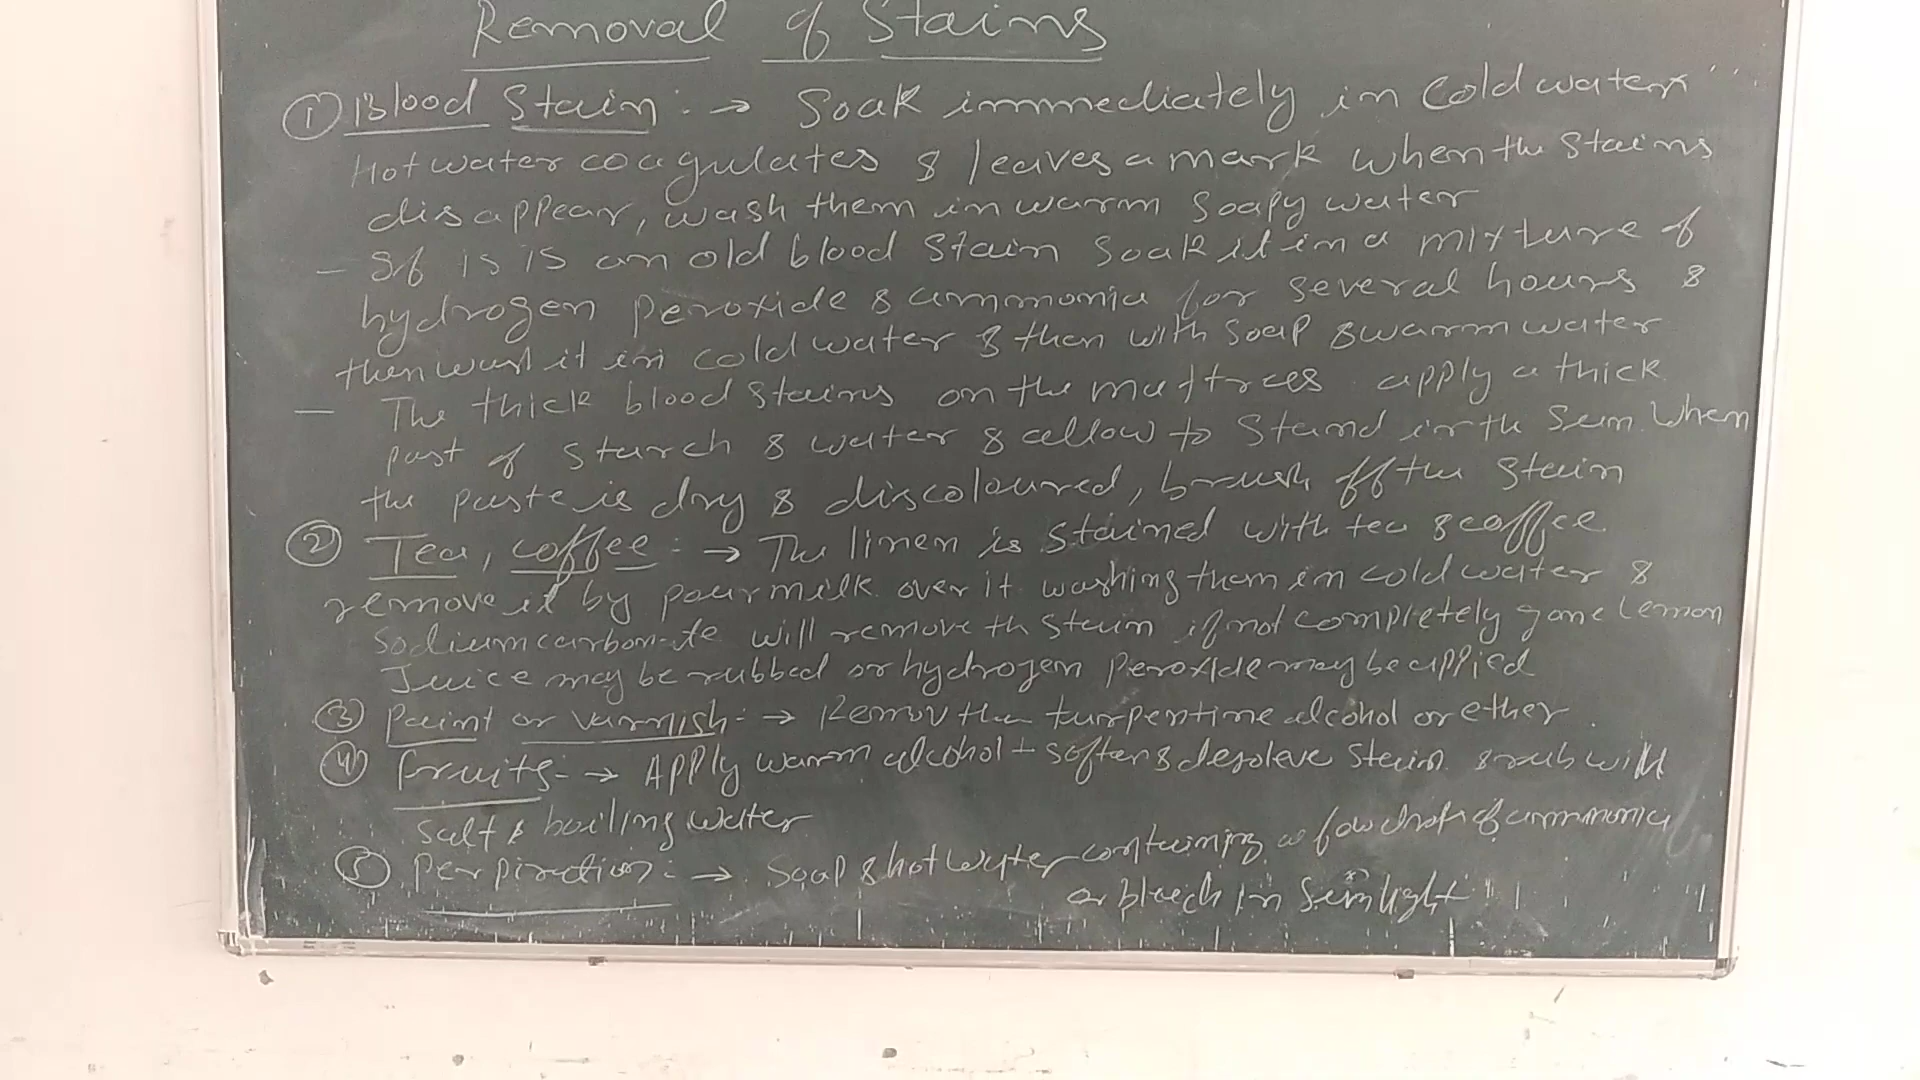 Removal of Stains
① Blood Stain :→ Soak immediately in cold water
Hot water coagulates & leaves a mark when the stains
disappear, wash them in warm soapy water
— If is is an old blood stain soak it in a mixture of
hydrogen peroxide & ammonia for several hours &
then wash it in cold water & then with soap & warm water
— The thick blood stains on the mattrees apply a thick
past of starch & water & allow to stand in the sun. When
the paste is dry & discoloured, brush off the stain
② Tea, coffee :→ The linen is stained with tea & coffee
remove it by pour milk over it washing them in cold water &
sodium carbonate will remove th stain if not completely gone Lemon
Juice may be rubbed or hydrogen peroxide may be applied
③ Paint or varnish :→ Remov the turpentine alcohol or ether.
④ fruits :→ Apply warm alcohol + soften & desoleve stain & rub will
salt & boiling water
⑤ Perpiration :→ Soap & hot water containing a few drops of ammonia
or bleech in Sunlight